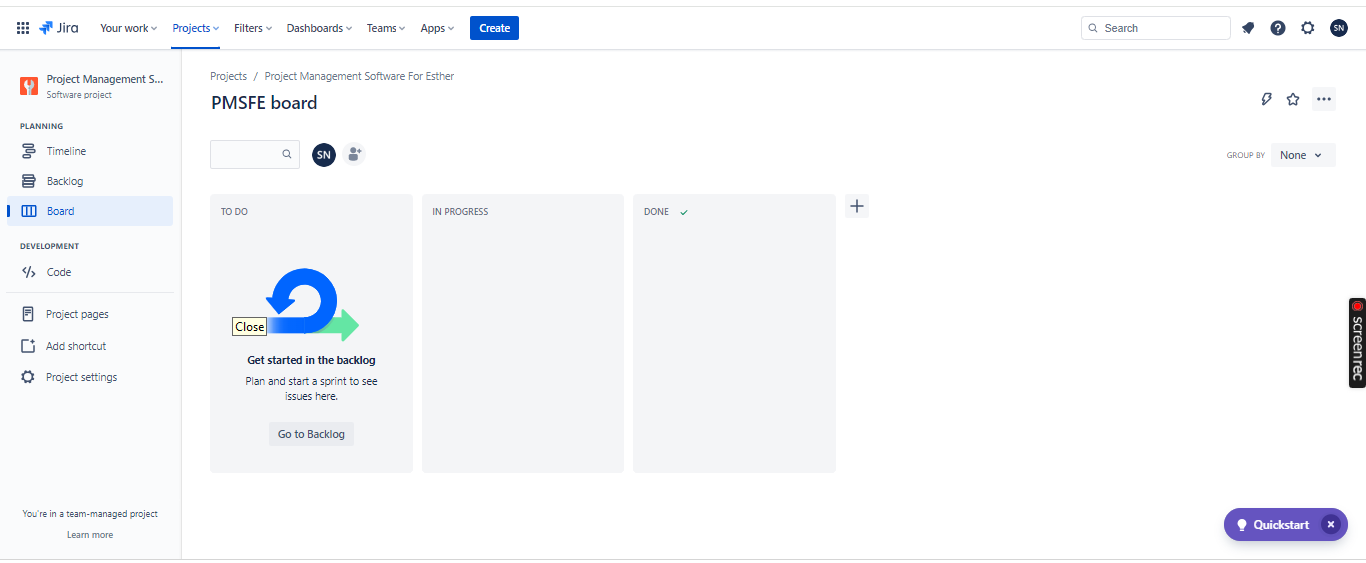 Jira
Your work
Projects
Filters
Dashboards
Teams
Apps
Create
Search
SN
Project Management S...
Software project
PLANNING
Timeline
Backlog
Board
DEVELOPMENT
Code
Project pages
Add shortcut
Project settings
You're in a team-managed project
Learn more
Projects / Project Management Software For Esther
PMSFE board
SN
GROUP BY None
TO DO
Close
Get started in the backlog
Plan and start a sprint to see
issues here.
Go to Backlog
IN PROGRESS
DONE
screenrec
Quickstart